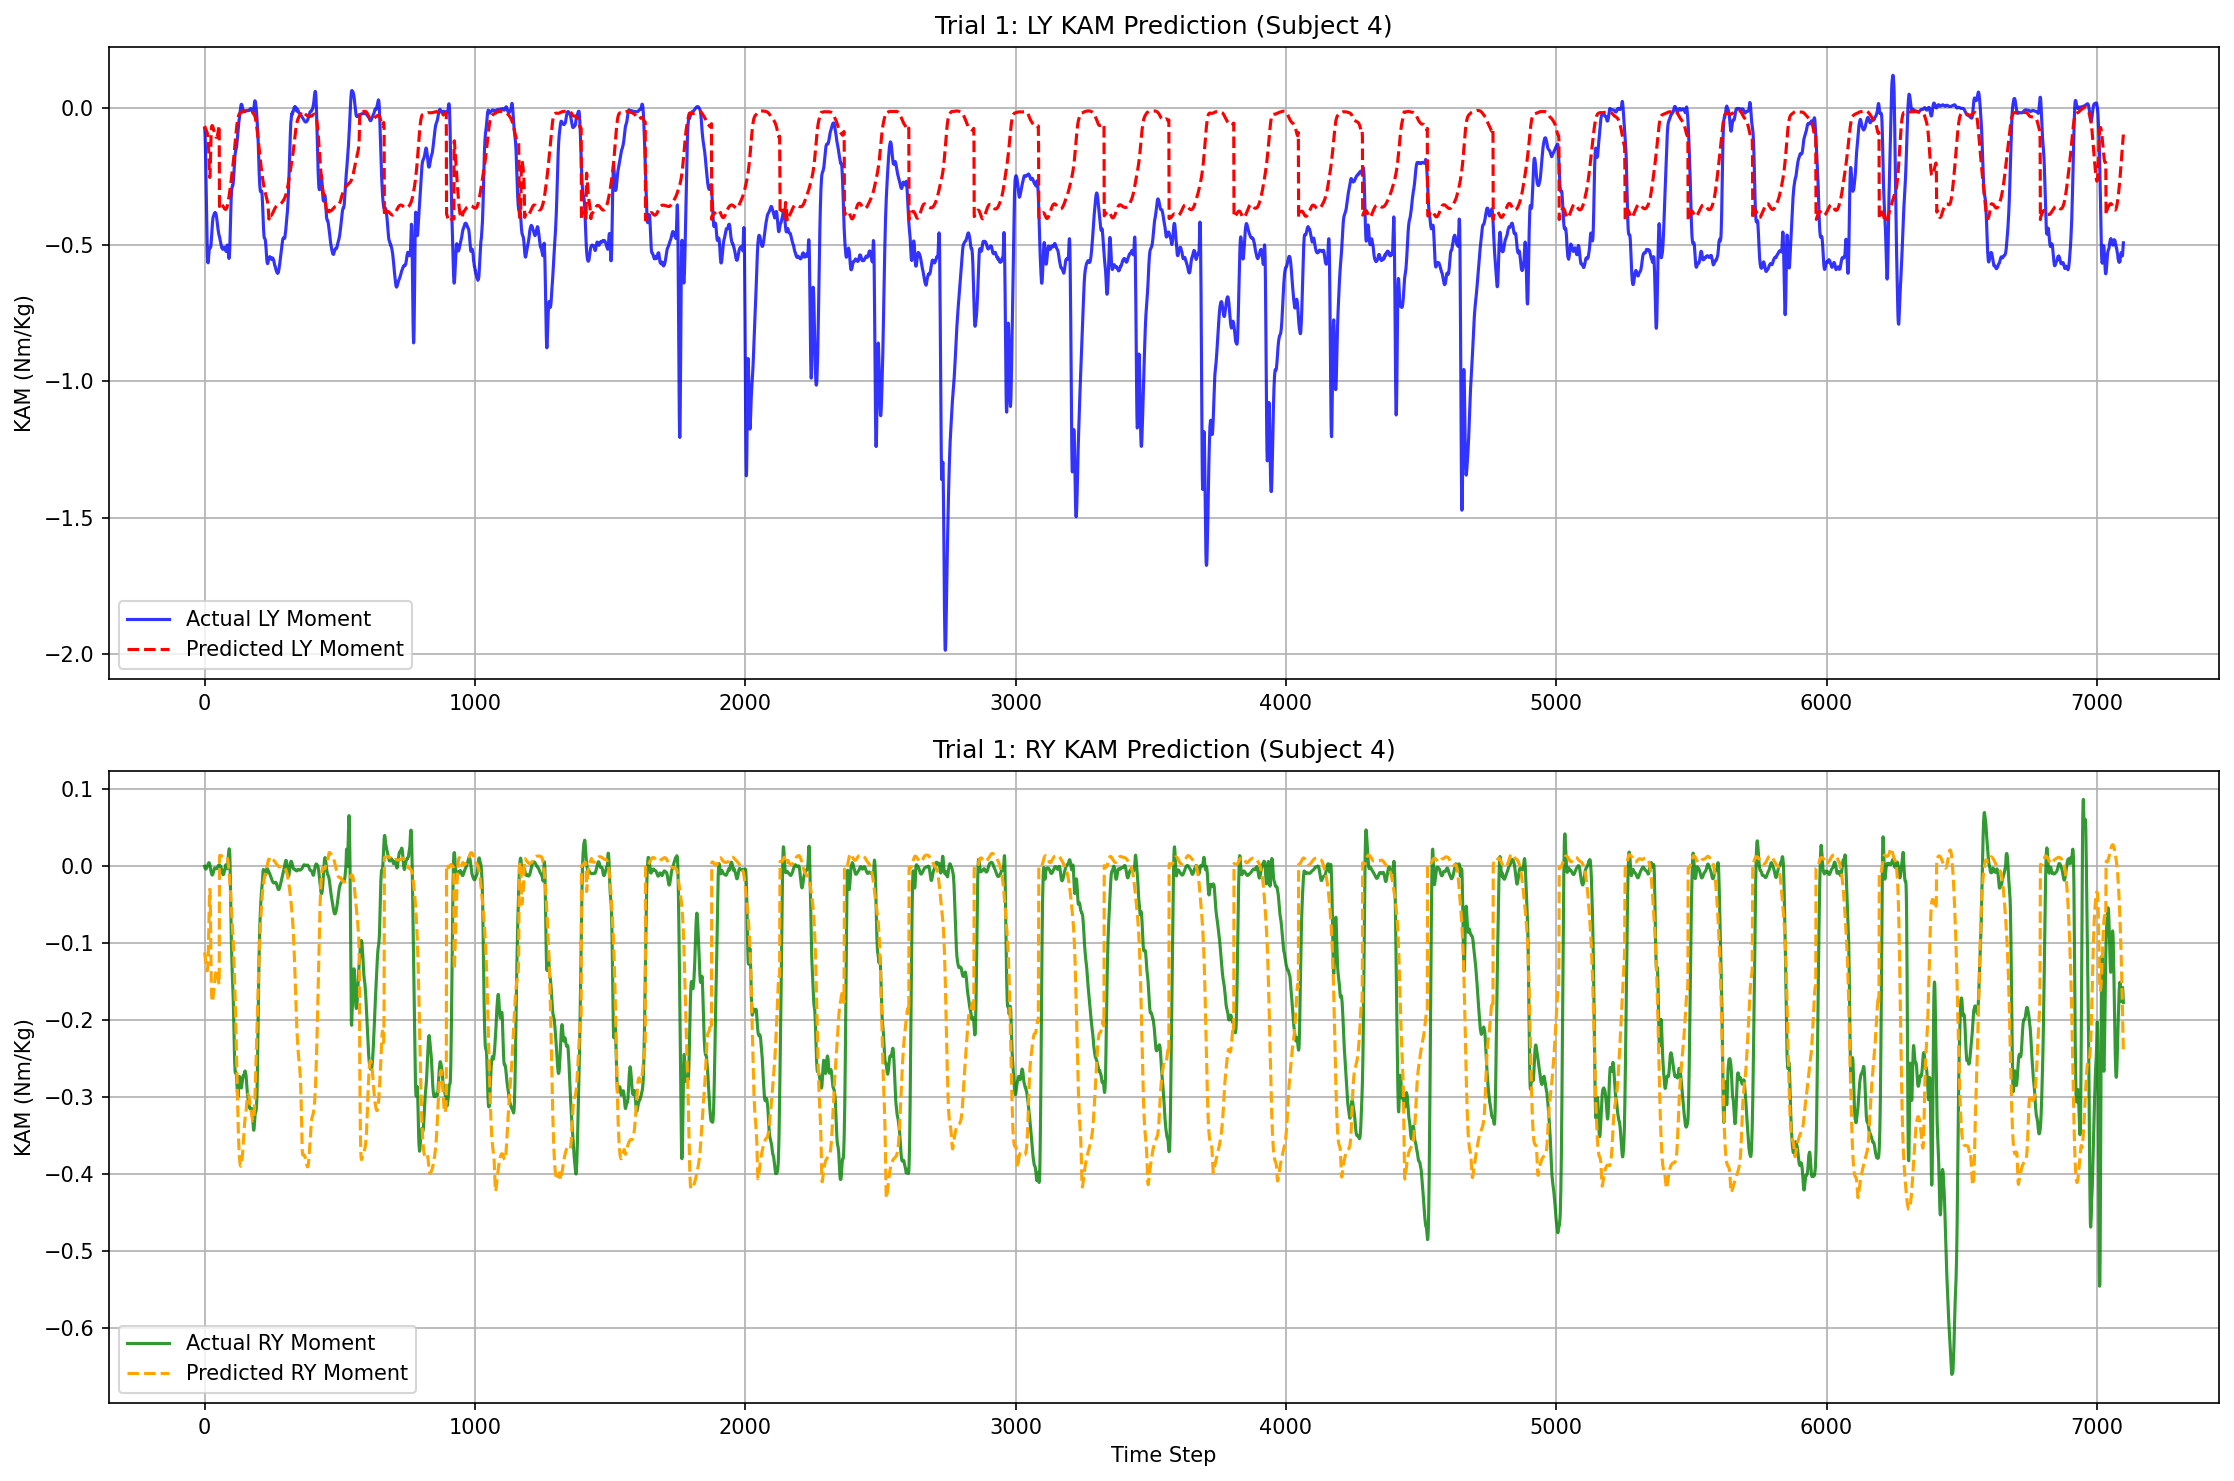 Trial 1: LY KAM Prediction (Subject 4)
KAM (Nm/Kg)
0.0
−0.5
−1.0
−1.5
−2.0
Actual LY Moment
Predicted LY Moment
0 1000 2000 3000 4000 5000 6000 7000
Trial 1: RY KAM Prediction (Subject 4)
KAM (Nm/Kg)
0.1
0.0
−0.1
−0.2
−0.3
−0.4
−0.5
−0.6
Actual RY Moment
Predicted RY Moment
0 1000 2000 3000 4000 5000 6000 7000
Time Step